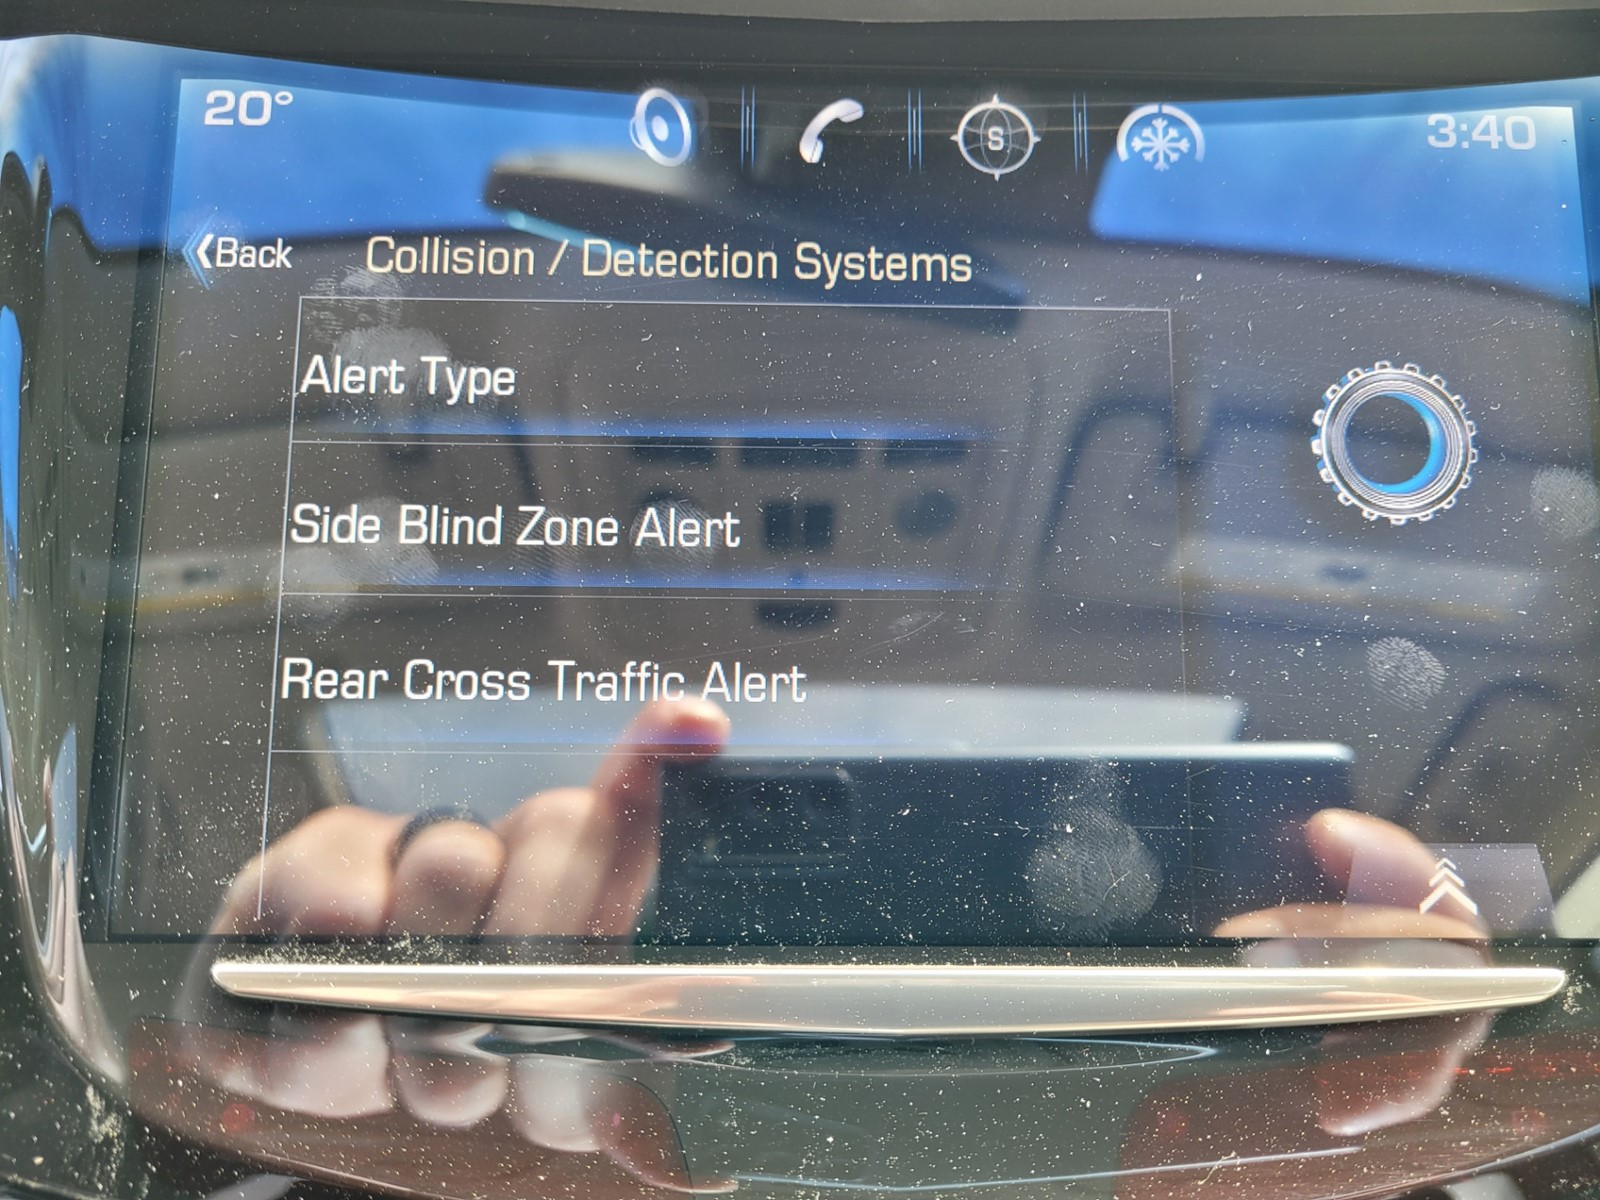 20°
S
3:40
Back
Collision / Detection Systems
Alert Type
Side Blind Zone Alert
Rear Cross Traffic Alert